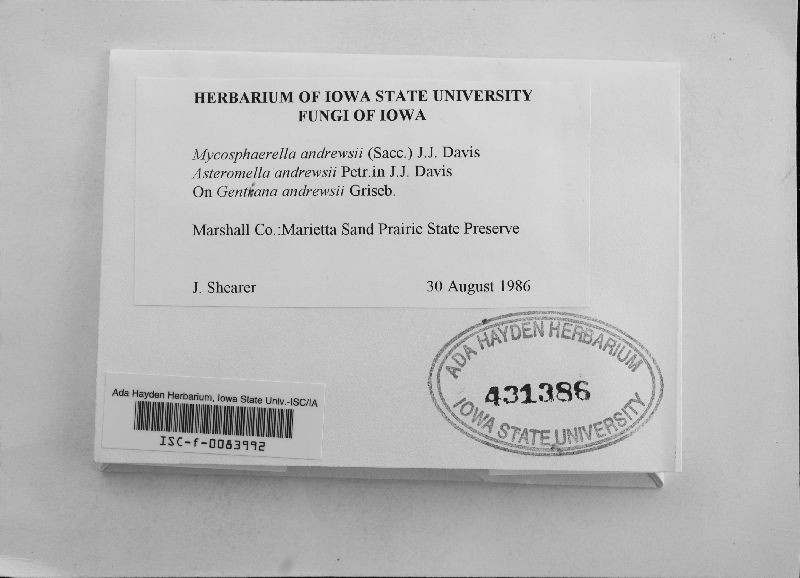 HERBARIUM OF IOWA STATE UNIVERSITY
FUNGI OF IOWA
Mycosphaerella andrewsii (Sacc.) J.J. Davis
Asteromella andrewsii Petr.in J.J. Davis
On Gentiana andrewsii Griseb.
Marshall Co.:Marietta Sand Prairie State Preserve
J. Shearer 30 August 1986
ADA HAYDEN HERBARIUM
431386
IOWA STATE UNIVERSITY
Ada Hayden Herbarium, Iowa State Univ.-ISC/IA
ISC-f-0083992